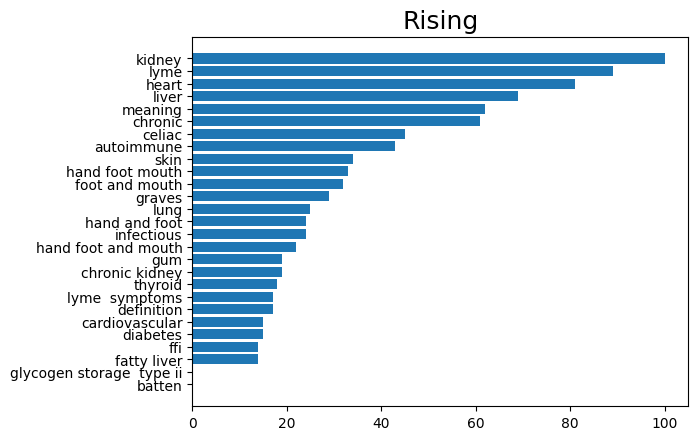 Rising
kidney
lyme
heart
liver
meaning
chronic
celiac
autoimmune
skin
hand foot mouth
foot and mouth
graves
lung
hand and foot
infectious
hand foot and mouth
gum
chronic kidney
thyroid
lyme  symptoms
definition
cardiovascular
diabetes
ffi
fatty liver
glycogen storage  type ii
batten
0 20 40 60 80 100